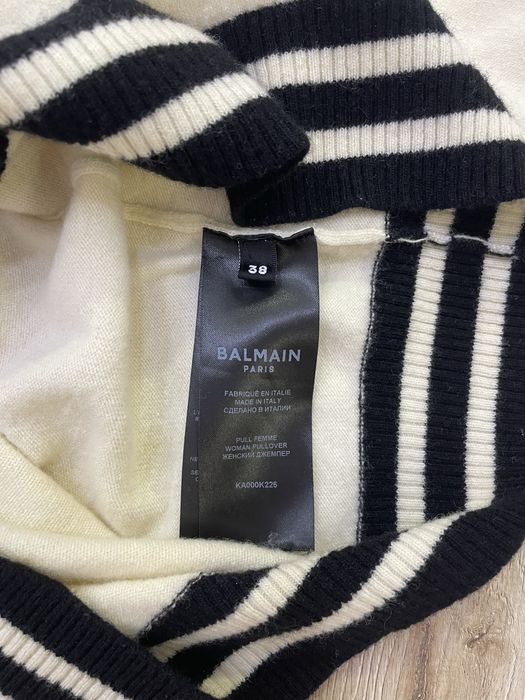 38
BALMAIN
PARIS
FABRIQUÉ EN ITALIE
MADE IN ITALY
СДЕЛАНО В ИТАЛИИ
PULL FEMME
WOMAN PULLOVER
ЖЕНСКИЙ ДЖЕМПЕР
KA000K225